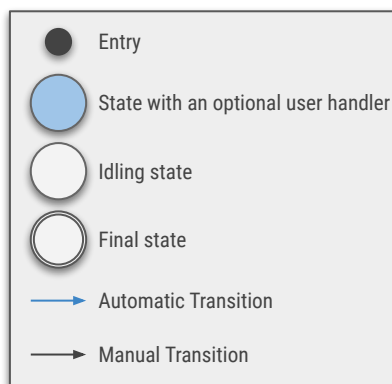 Entry
State with an optional user handler
Idling state
Final state
Automatic Transition
Manual Transition